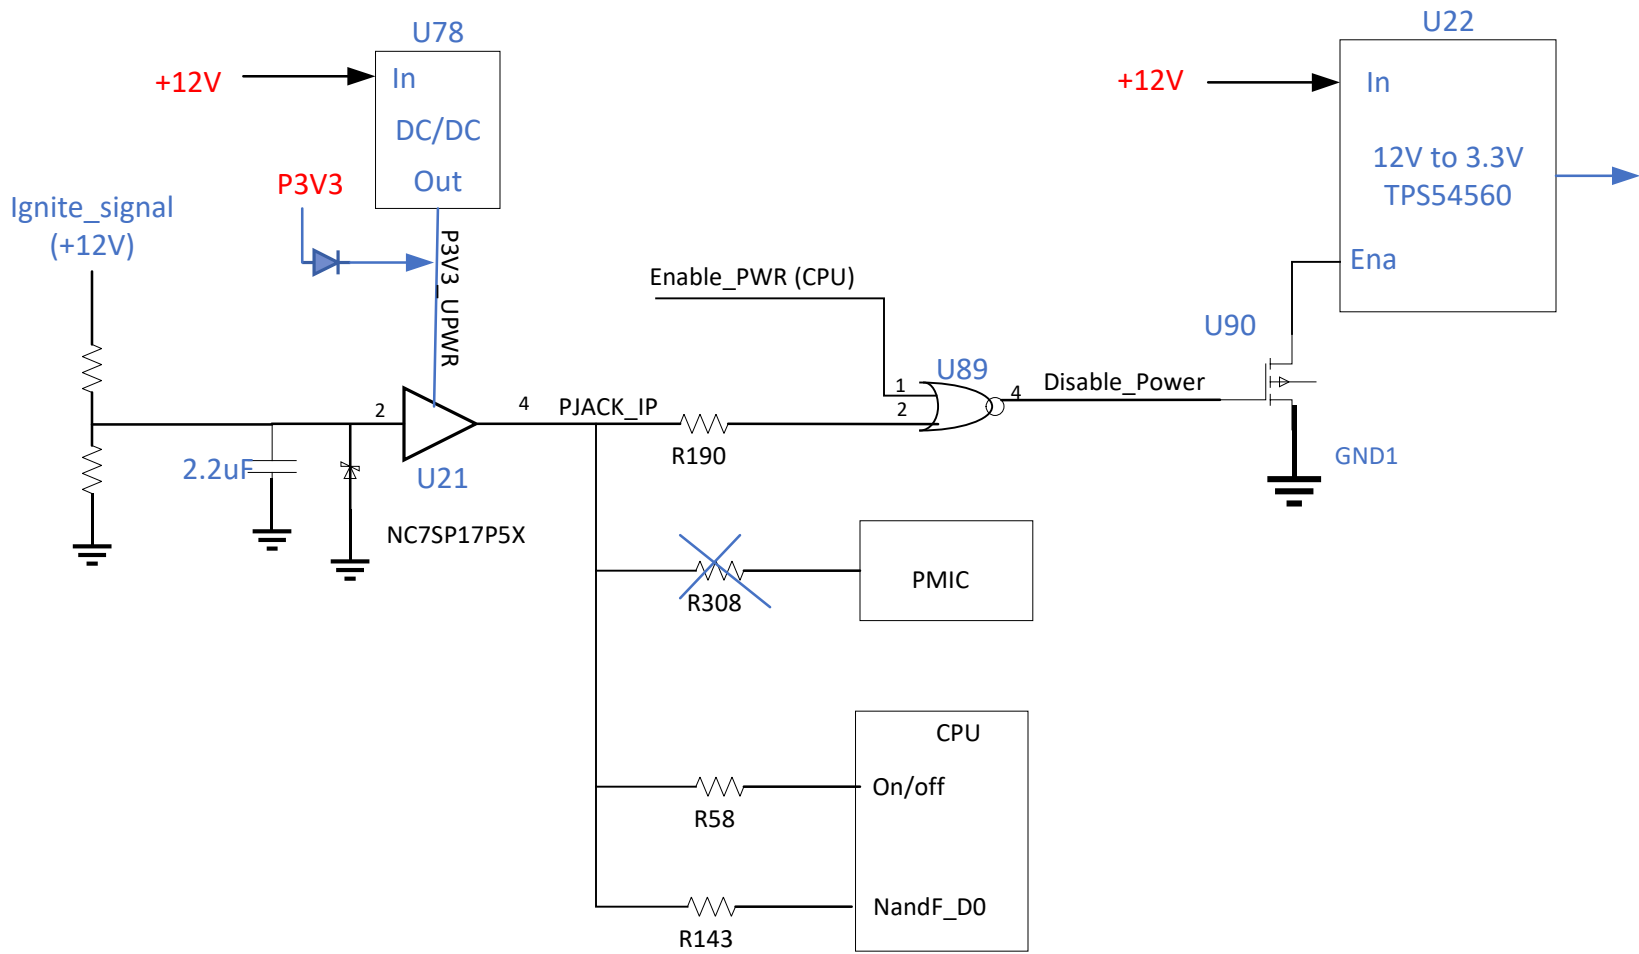 U78
+12V
In
DC/DC
Out
P3V3
P3V3_UPWR
Ignite_signal
(+12V)
2.2uF
2
4
U21
NC7SP17P5X
PJACK_IP
R190
Enable_PWR (CPU)
1
2
U89
4
Disable_Power
U90
GND1
U22
+12V
In
12V to 3.3V
TPS54560
Ena
R308
PMIC
CPU
On/off
R58
NandF_D0
R143